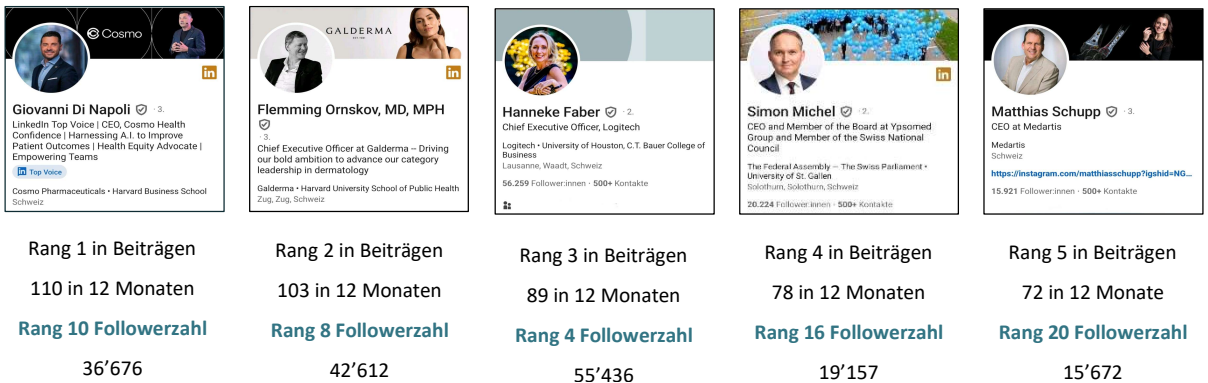 Cosmo
in
Giovanni Di Napoli · 3.
LinkedIn Top Voice | CEO, Cosmo Health
Confidence | Harnessing A.I. to Improve
Patient Outcomes | Health Equity Advocate |
Empowering Teams
in Top Voice
Cosmo Pharmaceuticals • Harvard Business School
Schweiz
Rang 1 in Beiträgen
110 in 12 Monaten
Rang 10 Followerzahl
36’676
GALDERMA
in
Flemming Ornskov, MD, MPH
· 3.
Chief Executive Officer at Galderma – Driving
our bold ambition to advance our category
leadership in dermatology
Galderma • Harvard University School of Public Health
Zug, Zug, Schweiz
Rang 2 in Beiträgen
103 in 12 Monaten
Rang 8 Followerzahl
42’612
Hanneke Faber · 2.
Chief Executive Officer, Logitech
Logitech • University of Houston, C.T. Bauer College of
Business
Lausanne, Waadt, Schweiz
56.259 Follower:innen · 500+ Kontakte
Rang 3 in Beiträgen
89 in 12 Monaten
Rang 4 Followerzahl
55’436
in
Simon Michel · 2.
CEO and Member of the Board at Ypsomed
Group and Member of the Swiss National
Council
The Federal Assembly – The Swiss Parliament •
University of St. Gallen
Solothurn, Solothurn, Schweiz
20.224 Follower:innen · 500+ Kontakte
Rang 4 in Beiträgen
78 in 12 Monaten
Rang 16 Followerzahl
19’157
Matthias Schupp · 3.
CEO at Medartis
Medartis
Schweiz
https://instagram.com/matthiasschupp?igshid=NG...
15.921 Follower:innen · 500+ Kontakte
Rang 5 in Beiträgen
72 in 12 Monate
Rang 20 Followerzahl
15’672